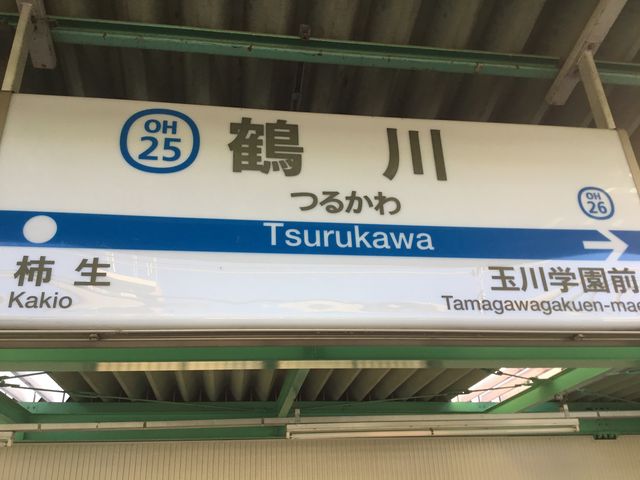 OH
25
鶴川
つるかわ
OH
26
Tsurukawa
柿生
Kakio
玉川学園前
Tamagawagakuen-mae